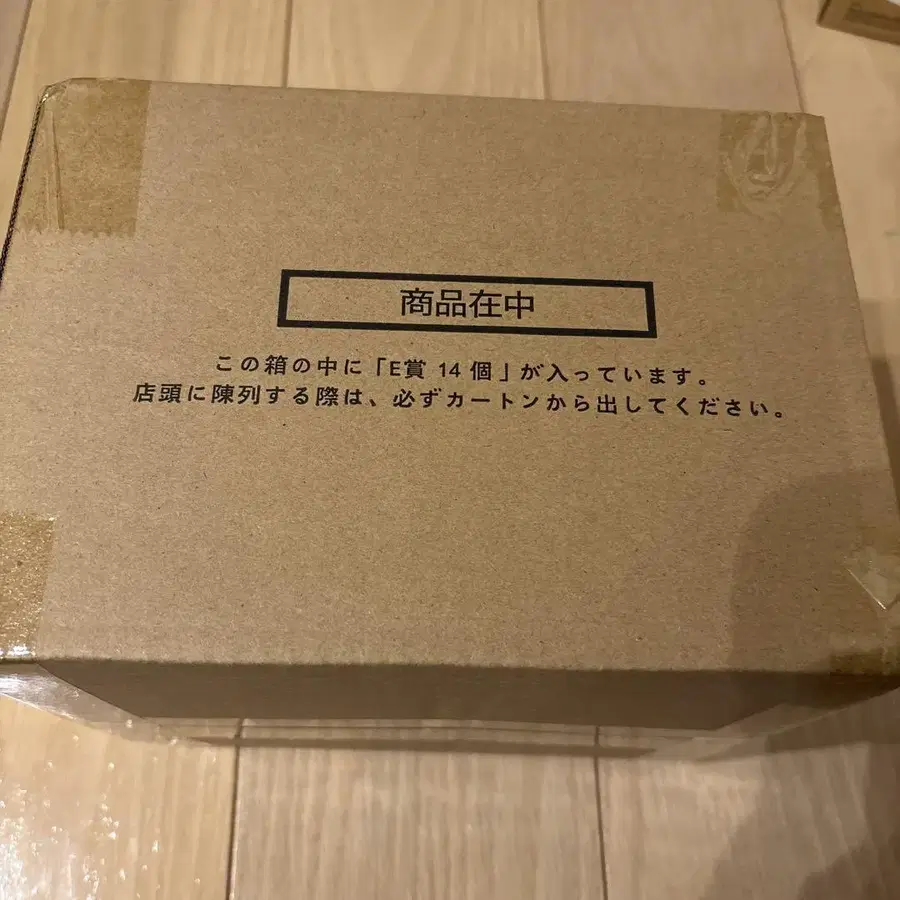 商品在中
この箱の中に「E賞 14 個 」が入っています。
店頭に陳列する際は、必ずカートンから出してください。